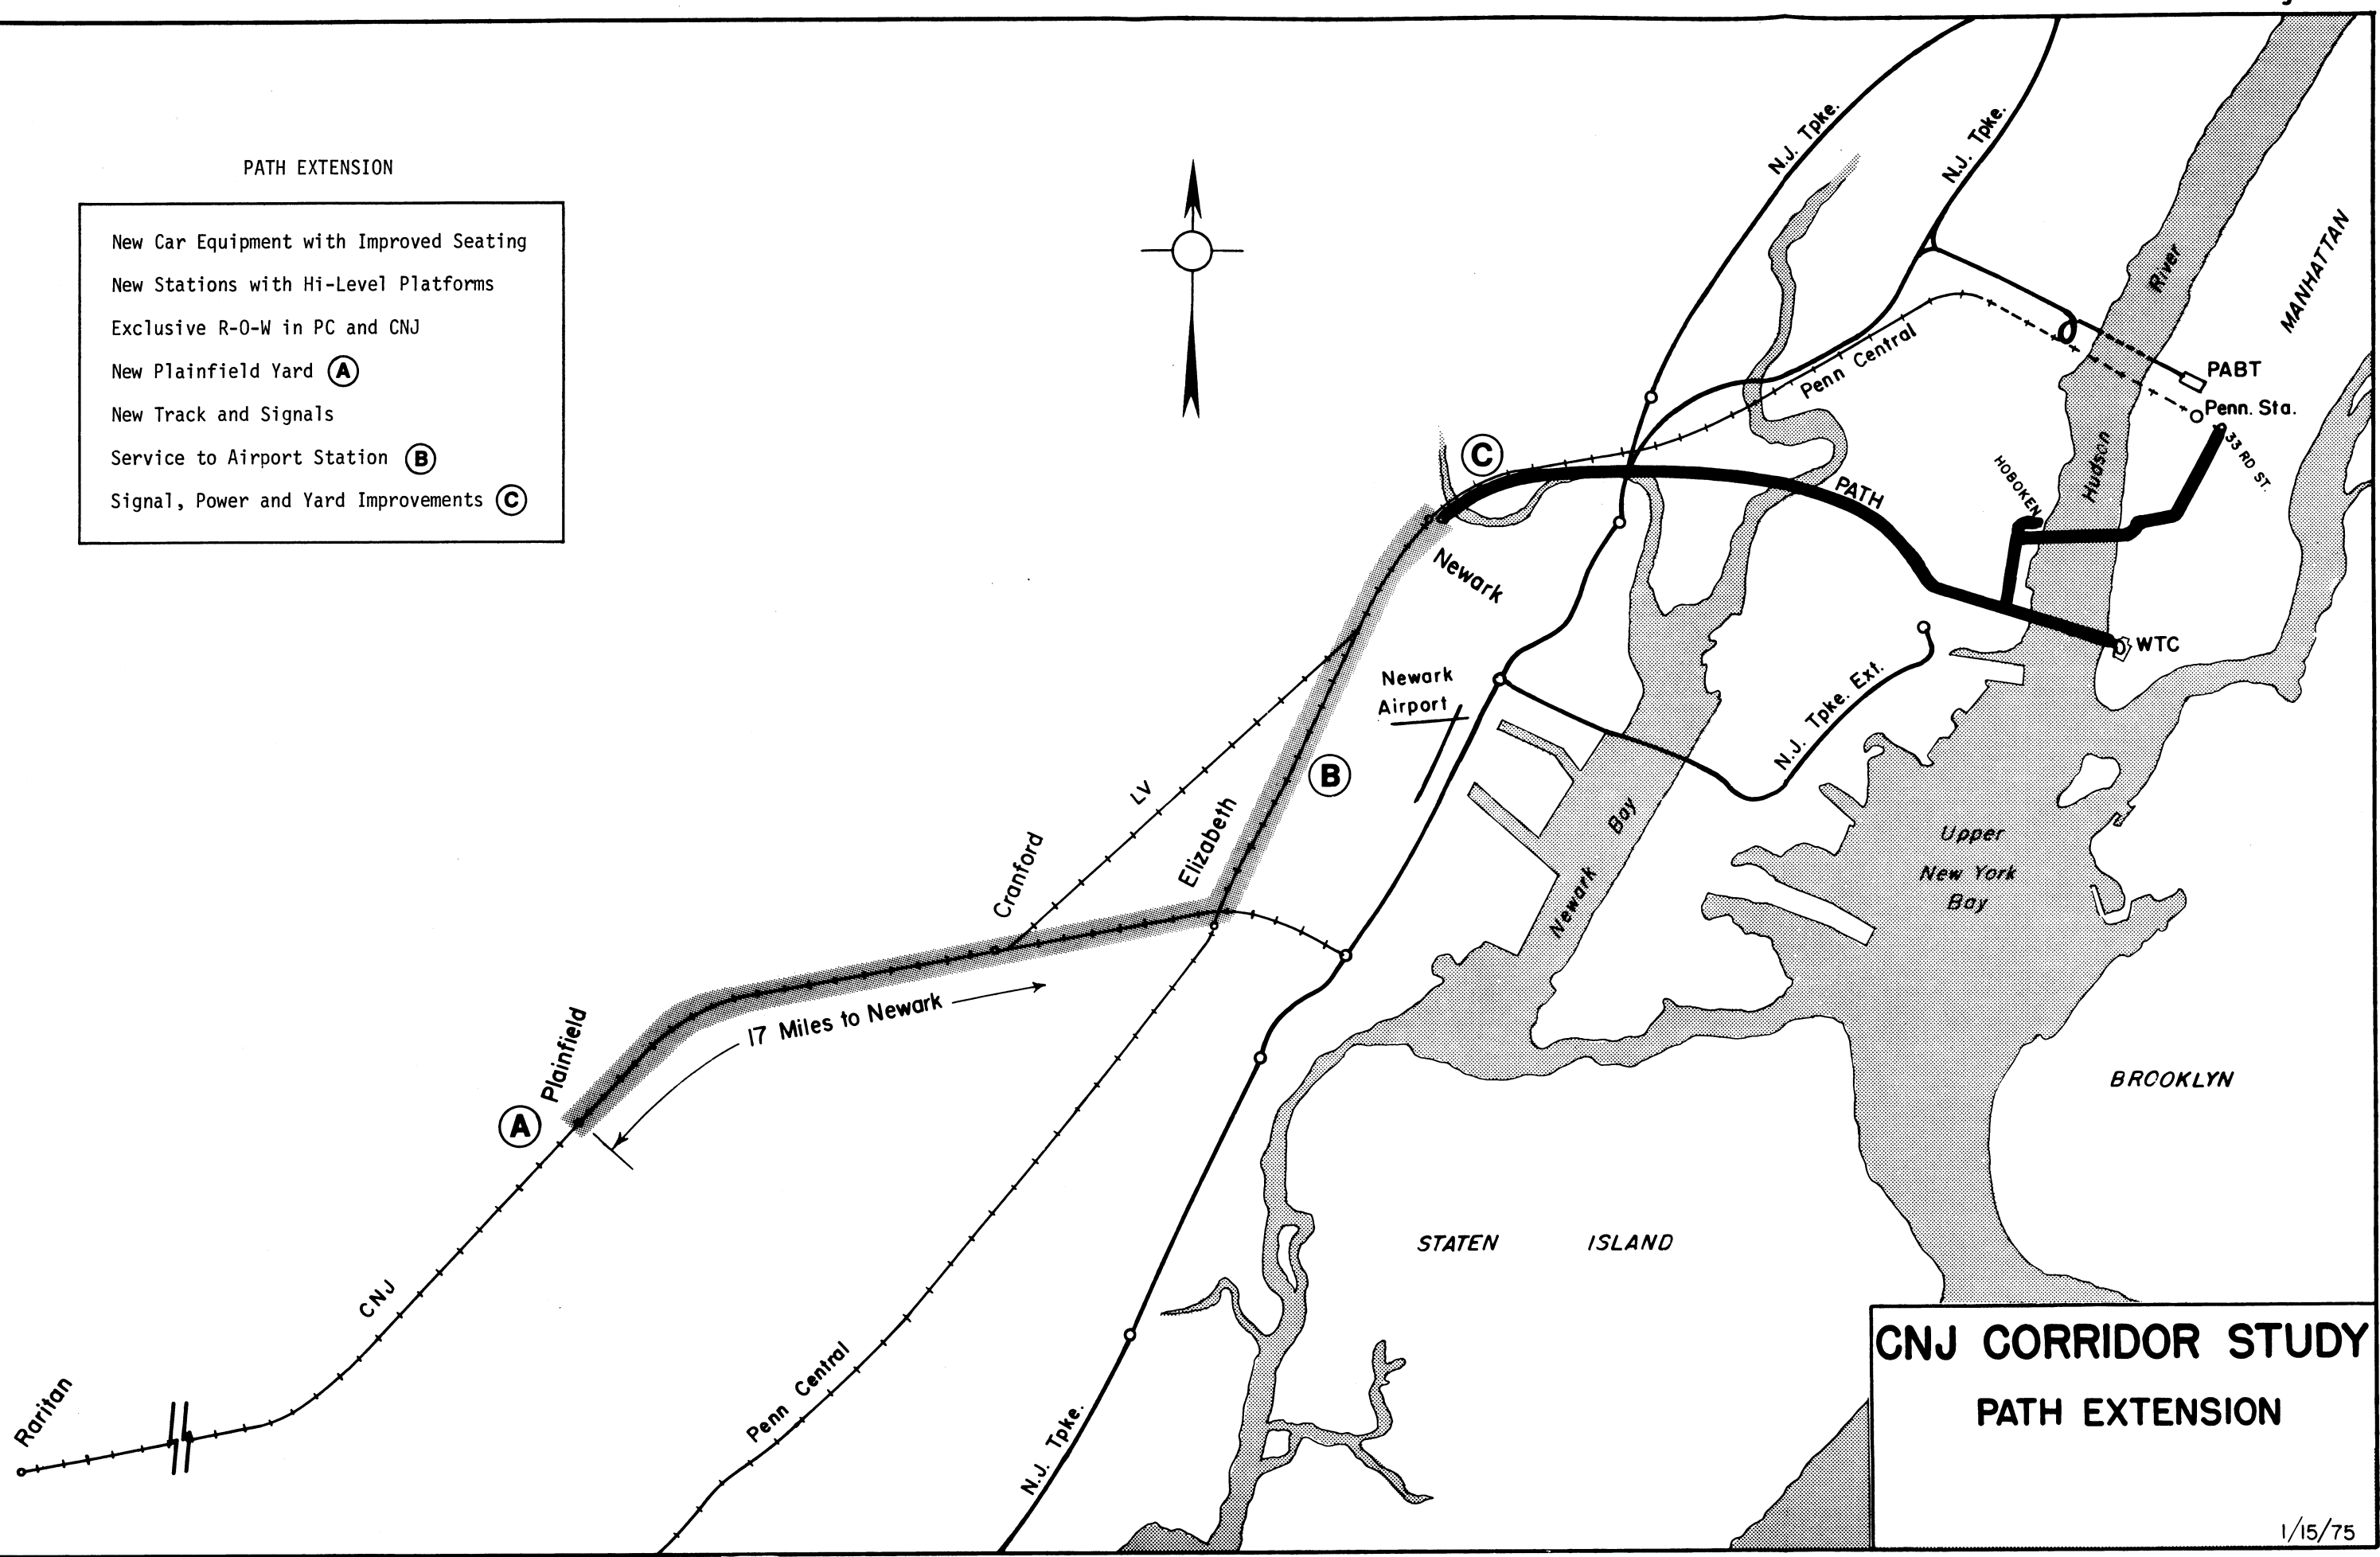 PATH EXTENSION
New Car Equipment with Improved Seating
New Stations with Hi-Level Platforms
Exclusive R-O-W in PC and CNJ
New Plainfield Yard A
New Track and Signals
Service to Airport Station B
Signal, Power and Yard Improvements C
N.J. Tpke.
N.J. Tpke.
River
MANHATTAN
Penn Central
PABT
Penn. Sta.
33 RD ST.
C
PATH
HOBOKEN
Hudson
Newark
WTC
Newark
Airport
N.J. Tpke. Ext.
B
LV
Elizabeth
Cranford
Newark Bay
Upper
New York
Bay
17 Miles to Newark
Plainfield
A
BROOKLYN
STATEN ISLAND
CNJ
Penn Central
N.J. Tpke.
Raritan
CNJ CORRIDOR STUDY
PATH EXTENSION
1/15/75